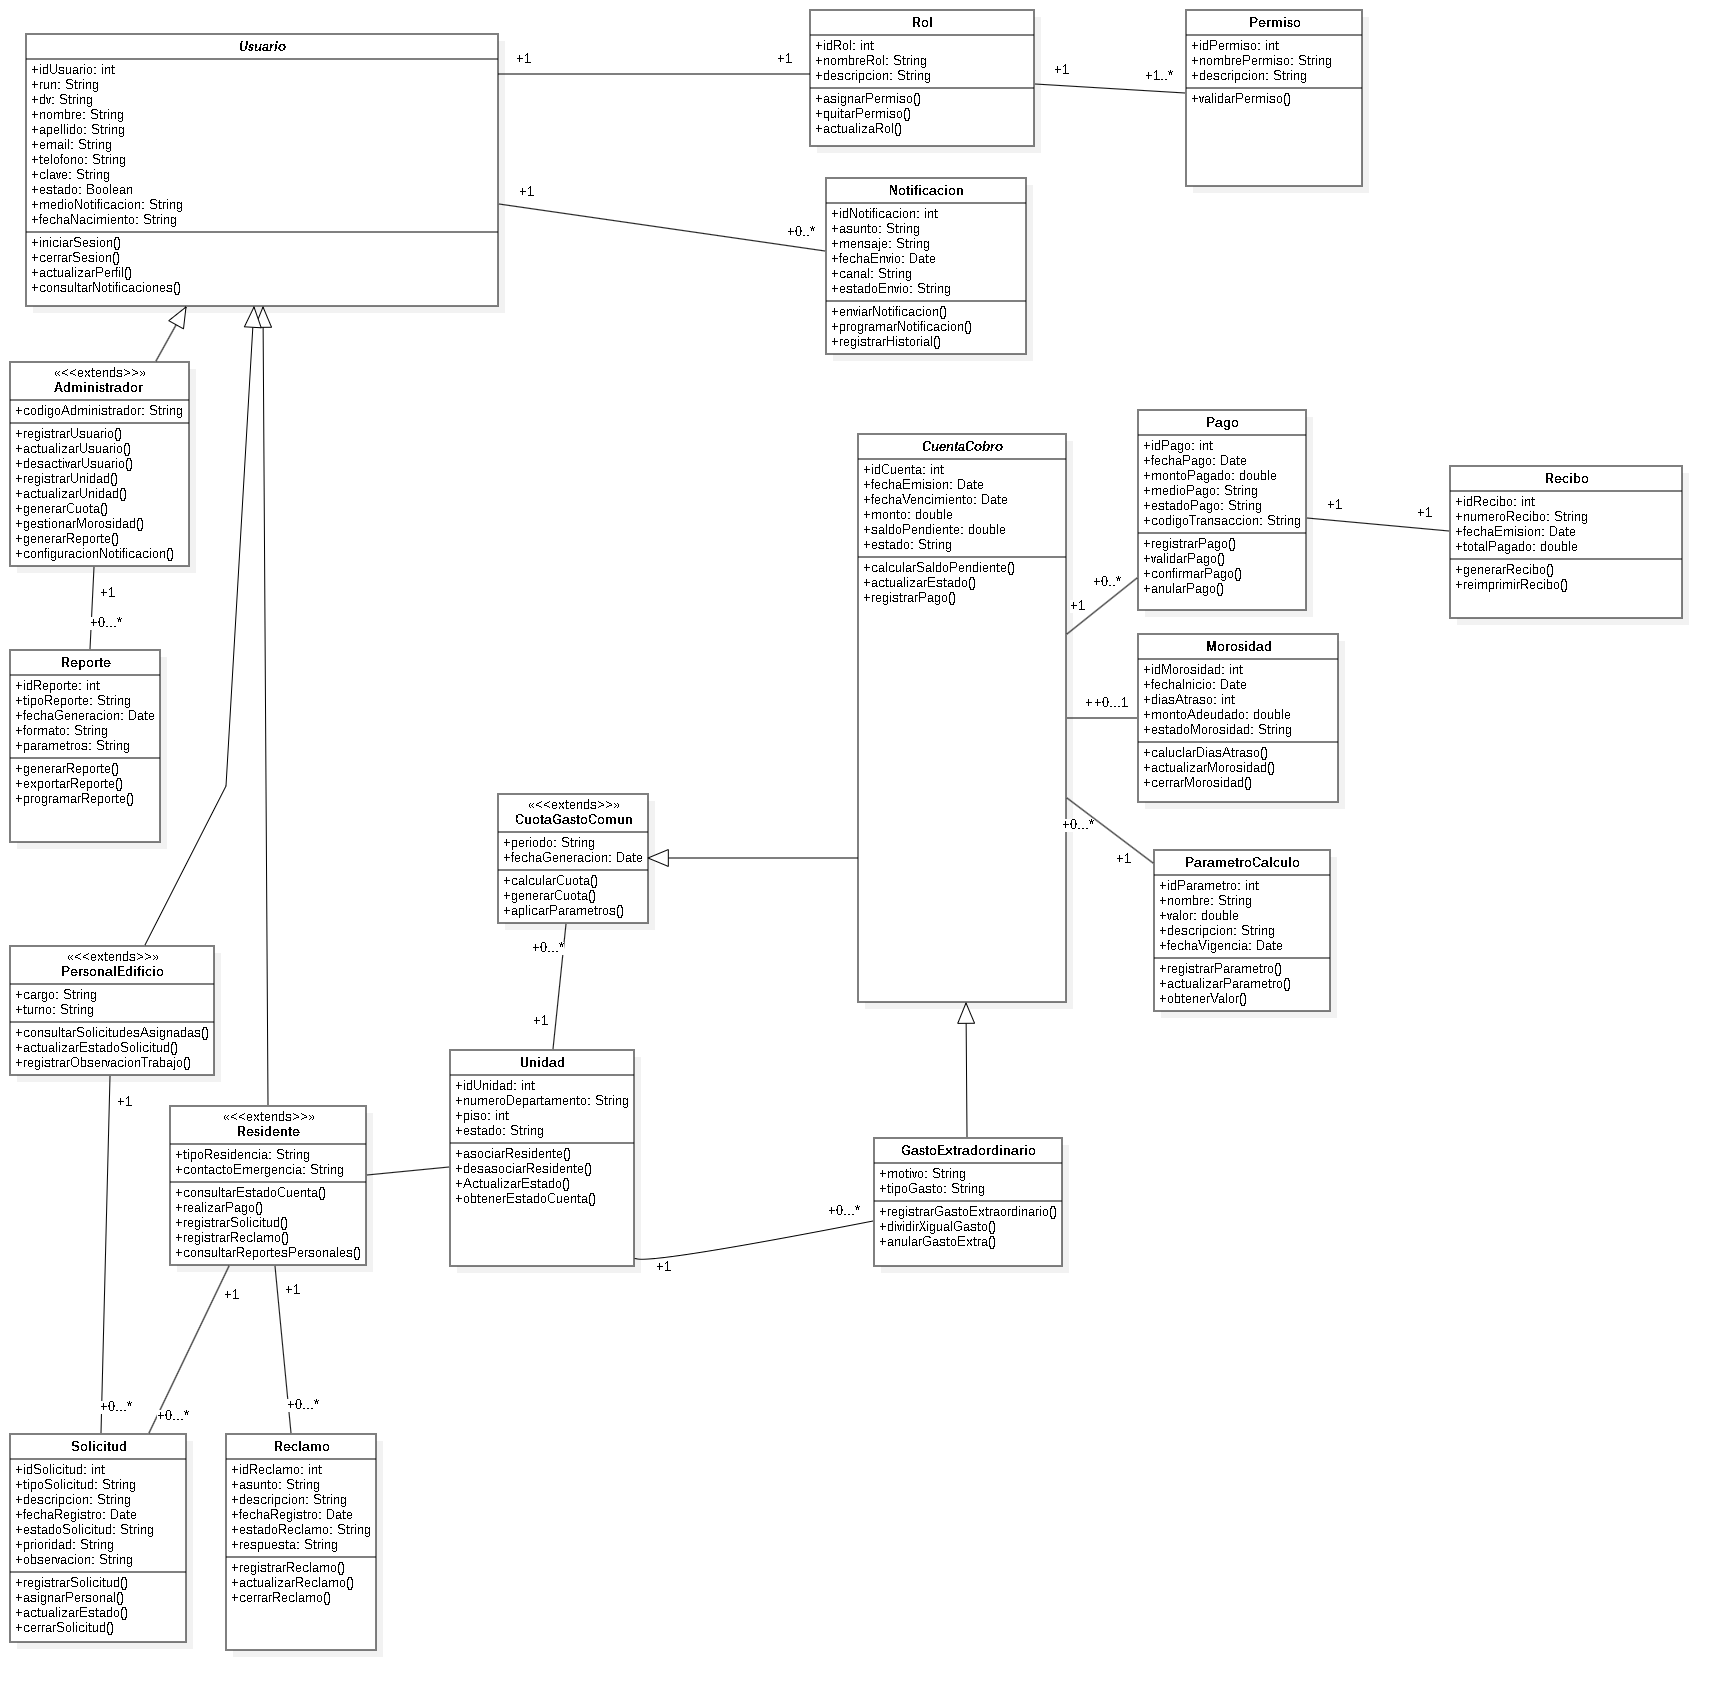 Usuario
+idUsuario: int
+run: String
+dv: String
+nombre: String
+apellido: String
+email: String
+telofono: String
+clave: String
+estado: Boolean
+medioNotificacion: String
+fechaNacimiento: String
+iniciarSesion()
+cerrarSesion()
+actualizarPerfil()
+consultarNotificaciones()
+1
+1
Rol
+idRol: int
+nombreRol: String
+descripcion: String
+asignarPermiso()
+quitarPermiso()
+actualizaRol()
+1
+1..*
Permiso
+idPermiso: int
+nombrePermiso: String
+descripcion: String
+validarPermiso()
+1
+0..*
Notificacion
+idNotificacion: int
+asunto: String
+mensaje: String
+fechaEnvio: Date
+canal: String
+estadoEnvio: String
+enviarNotificacion()
+programarNotificacion()
+registrarHistorial()
«<<extends>>»
Administrador
+codigoAdministrador: String
+registrarUsuario()
+actualizarUsuario()
+desactivarUsuario()
+registrarUnidad()
+actualizarUnidad()
+generarCuota()
+gestionarMorosidad()
+generarReporte()
+configuracionNotificacion()
+1
+0...*
Reporte
+idReporte: int
+tipoReporte: String
+fechaGeneracion: Date
+formato: String
+parametros: String
+generarReporte()
+exportarReporte()
+programarReporte()
CuentaCobro
+idCuenta: int
+fechaEmision: Date
+fechaVencimiento: Date
+monto: double
+saldoPendiente: double
+estado: String
+calcularSaldoPendiente()
+actualizarEstado()
+registrarPago()
+1
+0..*
Pago
+idPago: int
+fechaPago: Date
+montoPagado: double
+medioPago: String
+estadoPago: String
+codigoTransaccion: String
+registrarPago()
+validarPago()
+confirmarPago()
+anularPago()
+1
+1
Recibo
+idRecibo: int
+numeroRecibo: String
+fechaEmision: Date
+totalPagado: double
+generarRecibo()
+reimprimirRecibo()
++0...1
Morosidad
+idMorosidad: int
+fechaInicio: Date
+diasAtraso: int
+montoAdeudado: double
+estadoMorosidad: String
+caluclarDiasAtraso()
+actualizarMorosidad()
+cerrarMorosidad()
+0...*
+1
ParametroCalculo
+idParametro: int
+nombre: String
+valor: double
+descripcion: String
+fechaVigencia: Date
+registrarParametro()
+actualizarParametro()
+obtenerValor()
«<<extends>>»
CuotaGastoComun
+periodo: String
+fechaGeneracion: Date
+calcularCuota()
+generarCuota()
+aplicarParametros()
+0...*
+1
«<<extends>>»
PersonalEdificio
+cargo: String
+turno: String
+consultarSolicitudesAsignadas()
+actualizarEstadoSolicitud()
+registrarObservacionTrabajo()
+1
«<<extends>>»
Residente
+tipoResidencia: String
+contactoEmergencia: String
+consultarEstadoCuenta()
+realizarPago()
+registrarSolicitud()
+registrarReclamo()
+consultarReportesPersonales()
Unidad
+idUnidad: int
+numeroDepartamento: String
+piso: int
+estado: String
+asociarResidente()
+desasociarResidente()
+ActualizarEstado()
+obtenerEstadoCuenta()
+1
+0...*
GastoExtradordinario
+motivo: String
+tipoGasto: String
+registrarGastoExtraordinario()
+dividirXigualGasto()
+anularGastoExtra()
+1
+1
+0...*
+0...*
+0...*
Solicitud
+idSolicitud: int
+tipoSolicitud: String
+descripcion: String
+fechaRegistro: Date
+estadoSolicitud: String
+prioridad: String
+observacion: String
+registrarSolicitud()
+asignarPersonal()
+actualizarEstado()
+cerrarSolicitud()
Reclamo
+idReclamo: int
+asunto: String
+descripcion: String
+fechaRegistro: Date
+estadoReclamo: String
+respuesta: String
+registrarReclamo()
+actualizarReclamo()
+cerrarReclamo()